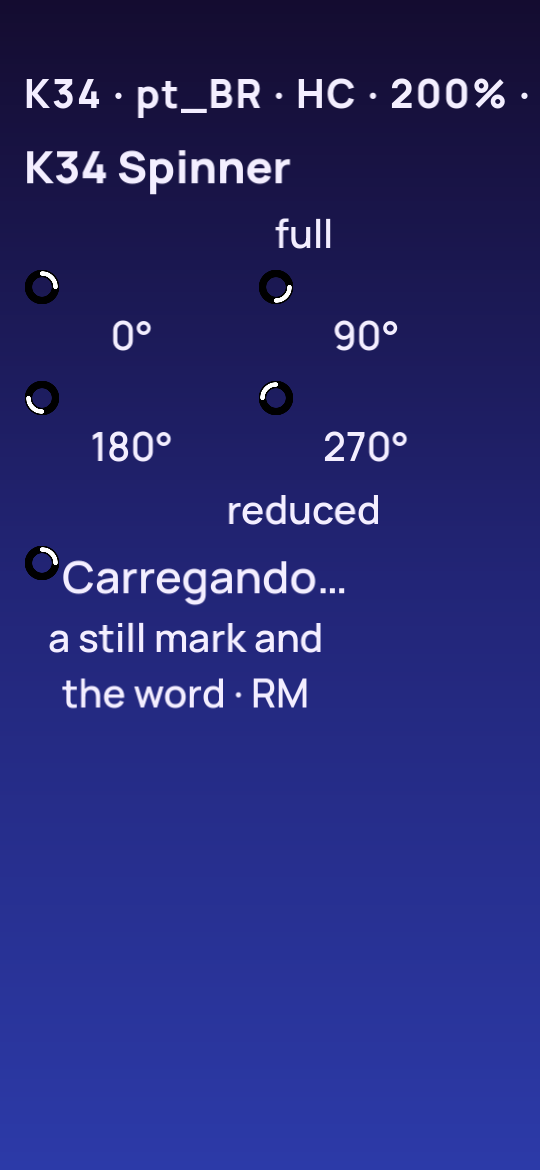 K34 · pt_BR · HC · 200% ·
K34 Spinner
full
0° 90°
180° 270°
reduced
Carregando…
a still mark and
the word · RM